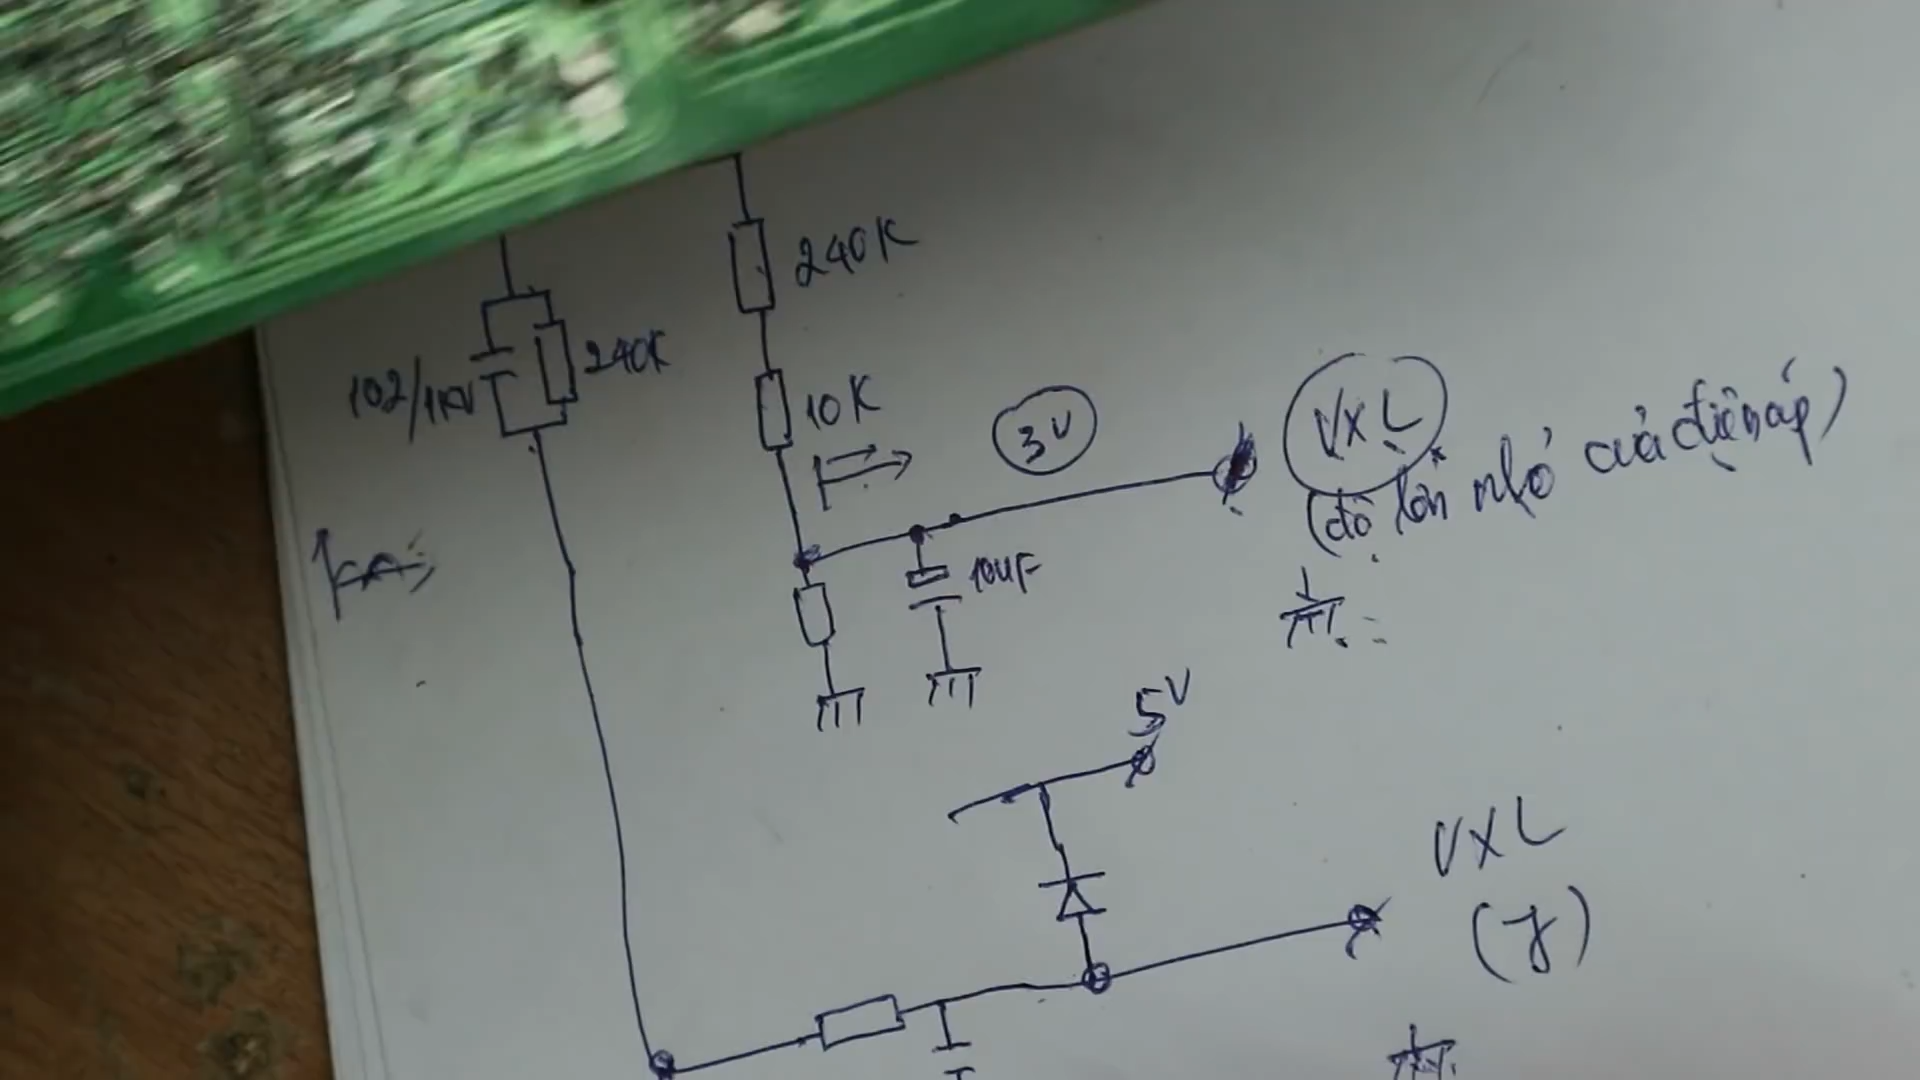 240K
102/1KV
240K
10K
3V
VXL
(độ lớn nhỏ của điện áp)
10uF
5V
VXL